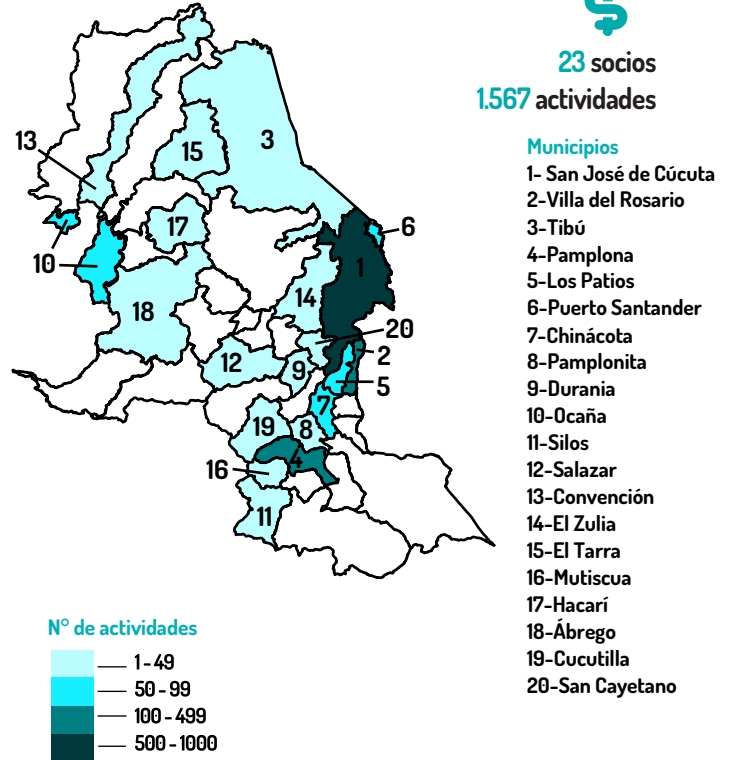 23 socios
1.567 actividades
Municipios
1- San José de Cúcuta
2-Villa del Rosario
3-Tibú
4-Pamplona
5-Los Patios
6-Puerto Santander
7-Chinácota
8-Pamplonita
9-Durania
10-Ocaña
11-Silos
12-Salazar
13-Convención
14-El Zulia
15-El Tarra
16-Mutiscua
17-Hacarí
18-Ábrego
19-Cucutilla
20-San Cayetano
13
3
15
17
6
10
1
14
18
20
2
12
9
5
7
19
8
4
16
11
N° de actividades
1 - 49
50 - 99
100 - 499
500 - 1000